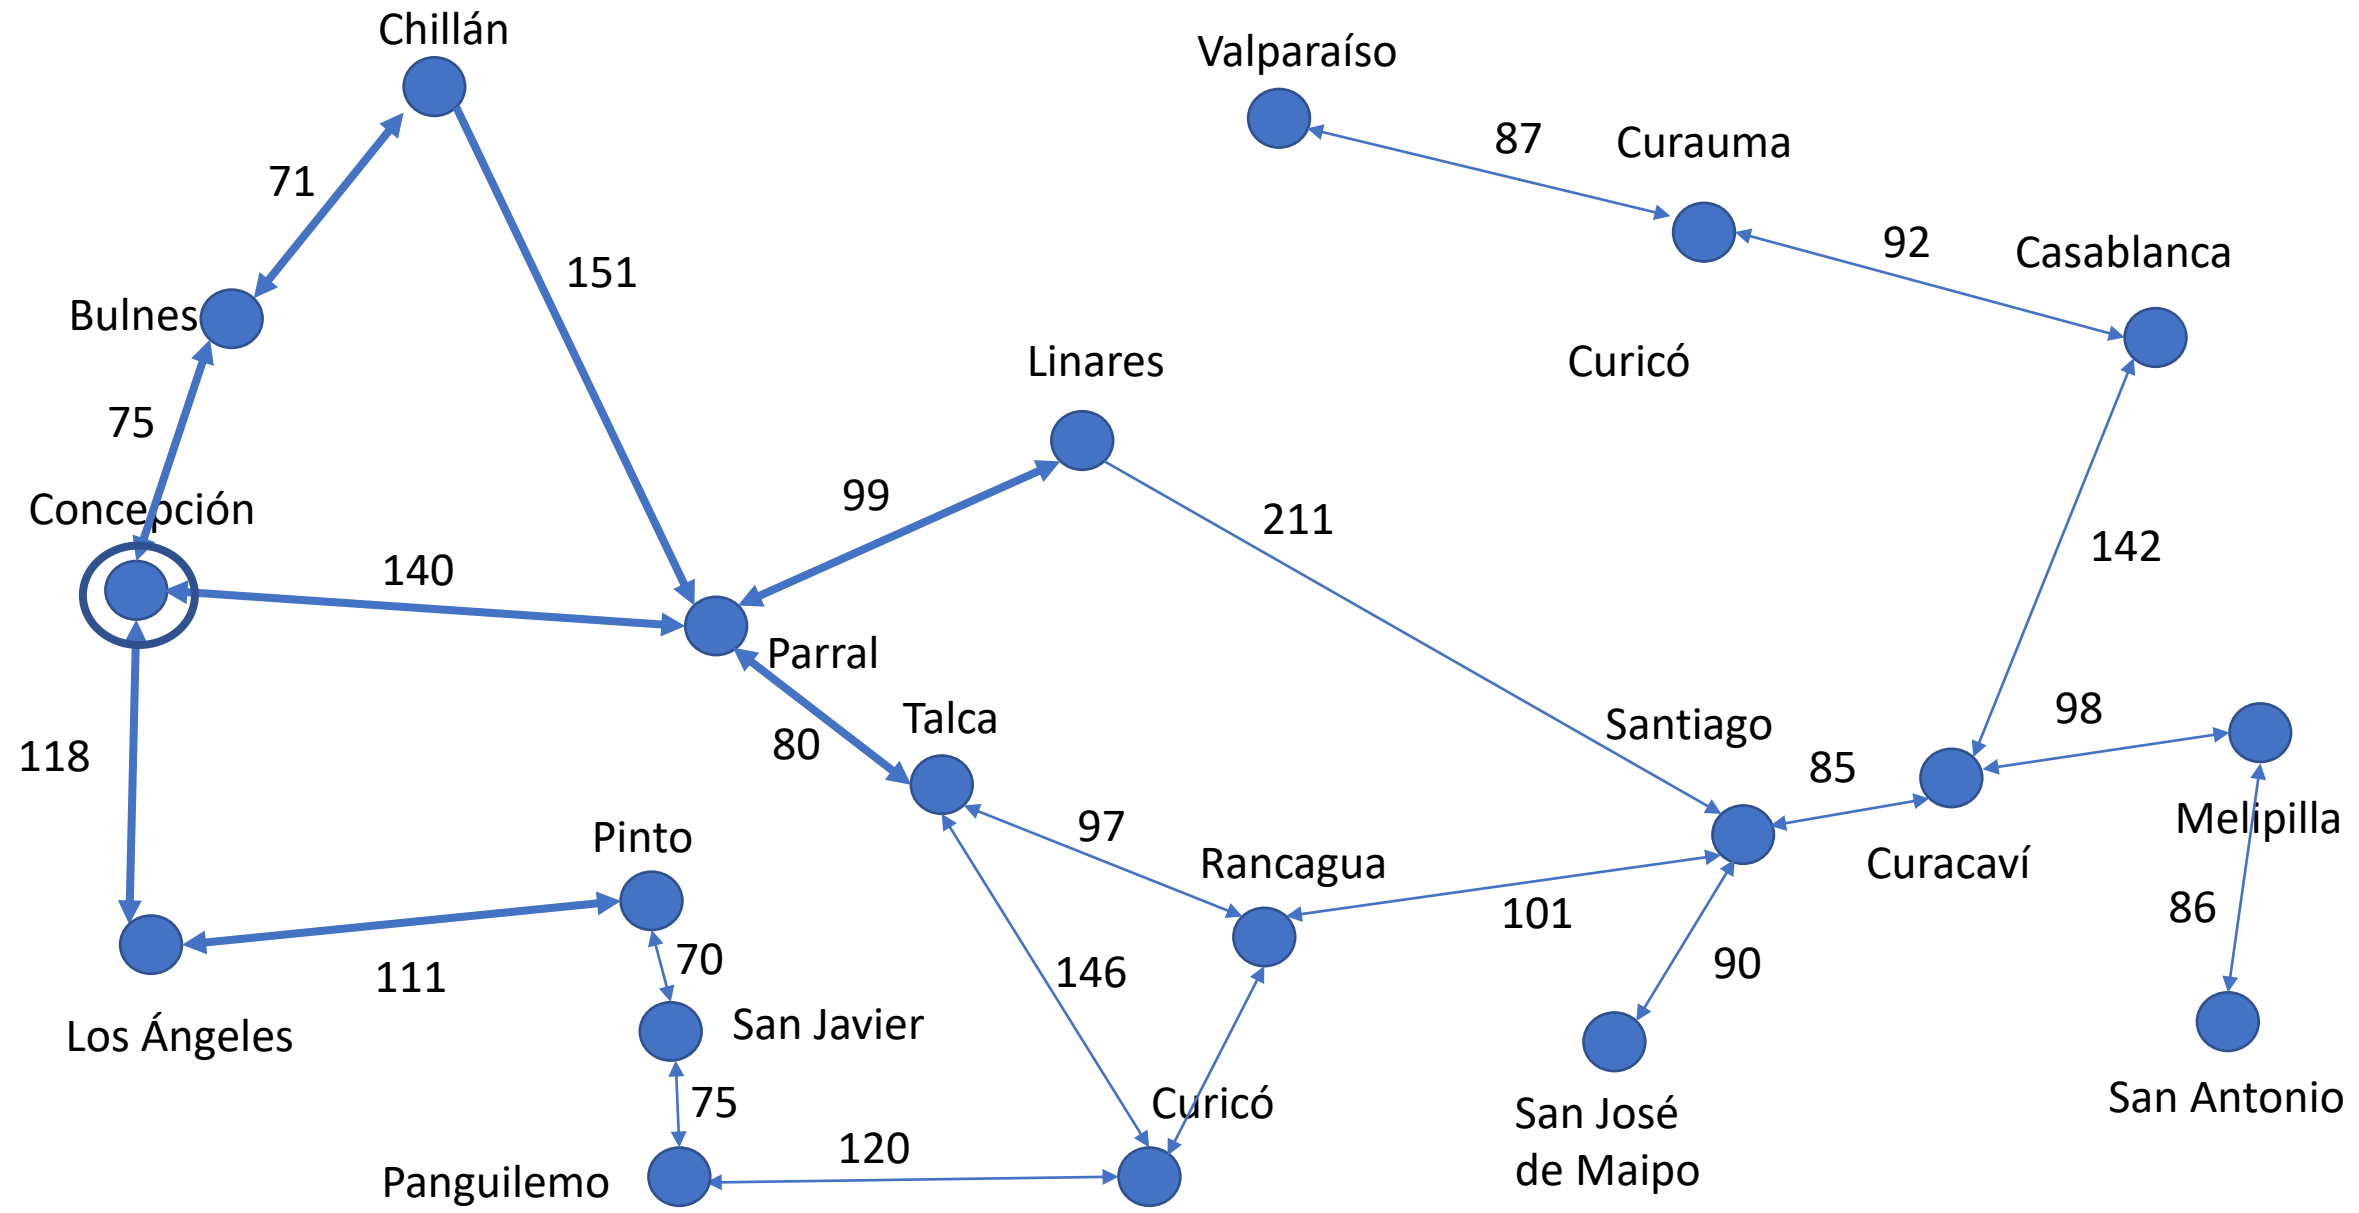 Chillán
Valparaíso
87
Curauma
71
92
Casablanca
151
Bulnes
Linares
Curicó
75
99
Concepción
211
140
142
Parral
Talca
98
Santiago
118
80
85
Pinto
97
Melipilla
Rancagua
Curacaví
86
101
70
111
146
90
San Javier
Los Ángeles
75
Curicó
San José
de Maipo
San Antonio
120
Panguilemo